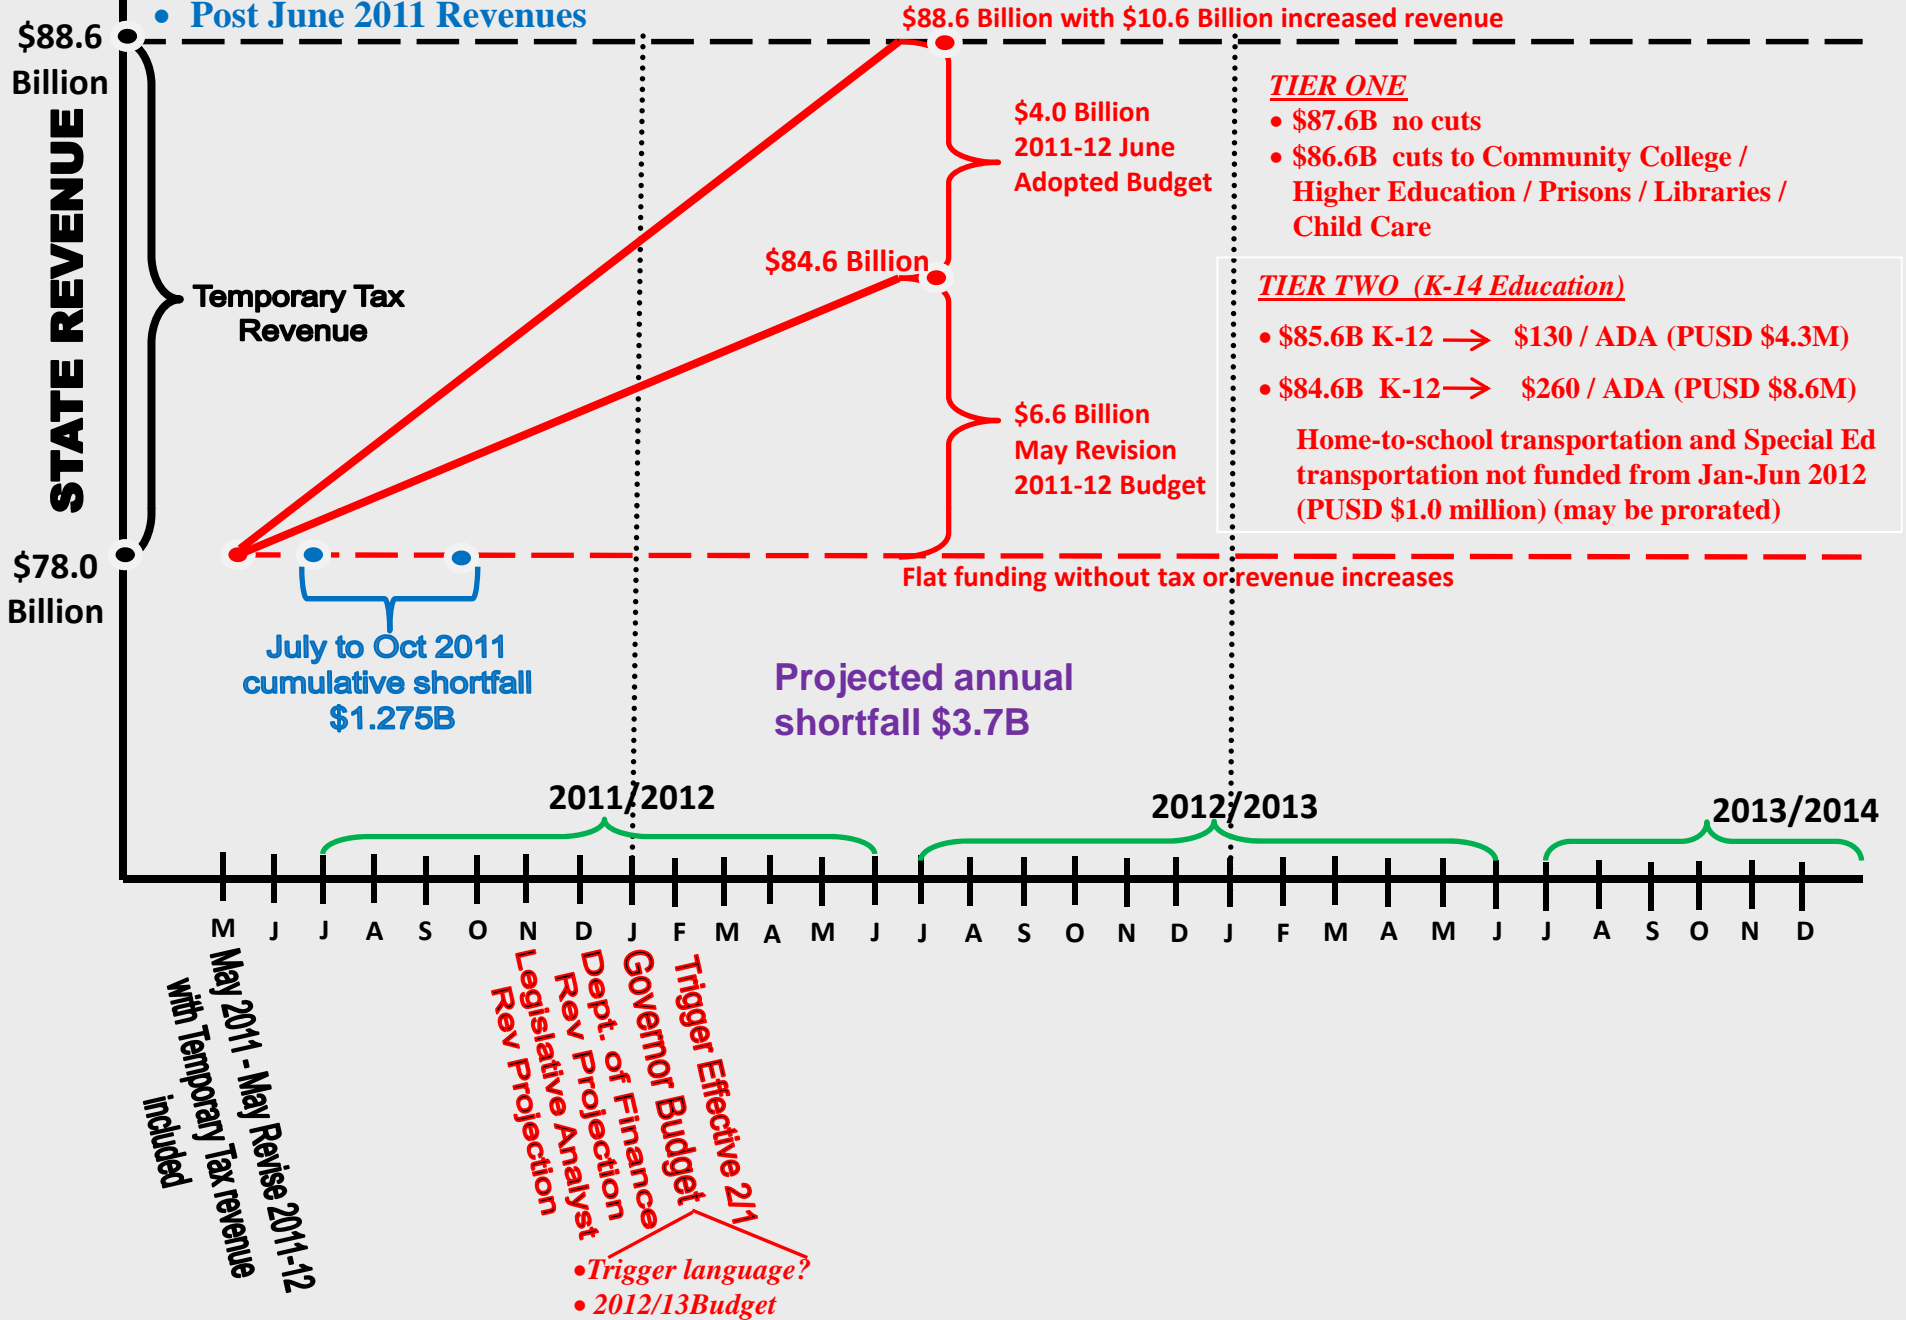 • Post June 2011 Revenues
$88.6
Billion
$88.6 Billion with $10.6 Billion increased revenue
STATE REVENUE
Temporary Tax
Revenue
$4.0 Billion
2011-12 June
Adopted Budget
$84.6 Billion
$6.6 Billion
May Revision
2011-12 Budget
TIER ONE
• $87.6B no cuts
• $86.6B cuts to Community College /
Higher Education / Prisons / Libraries /
Child Care
TIER TWO (K-14 Education)
• $85.6B K-12 → $130 / ADA (PUSD $4.3M)
• $84.6B K-12 → $260 / ADA (PUSD $8.6M)
Home-to-school transportation and Special Ed
transportation not funded from Jan-Jun 2012
(PUSD $1.0 million) (may be prorated)
$78.0
Billion
Flat funding without tax or revenue increases
July to Oct 2011
cumulative shortfall
$1.275B
Projected annual
shortfall $3.7B
2011/2012
2012/2013
2013/2014
M J J A S O N D J F M A M J J A S O N D J F M A M J J A S O N D
May 2011 - May Revise 2011-12
with Temporary Tax revenue
included
Legislative Analyst
Rev Projection
Dept. of Finance
Rev Projection
Governor Budget
Trigger Effective 2/1
•Trigger language?
• 2012/13Budget